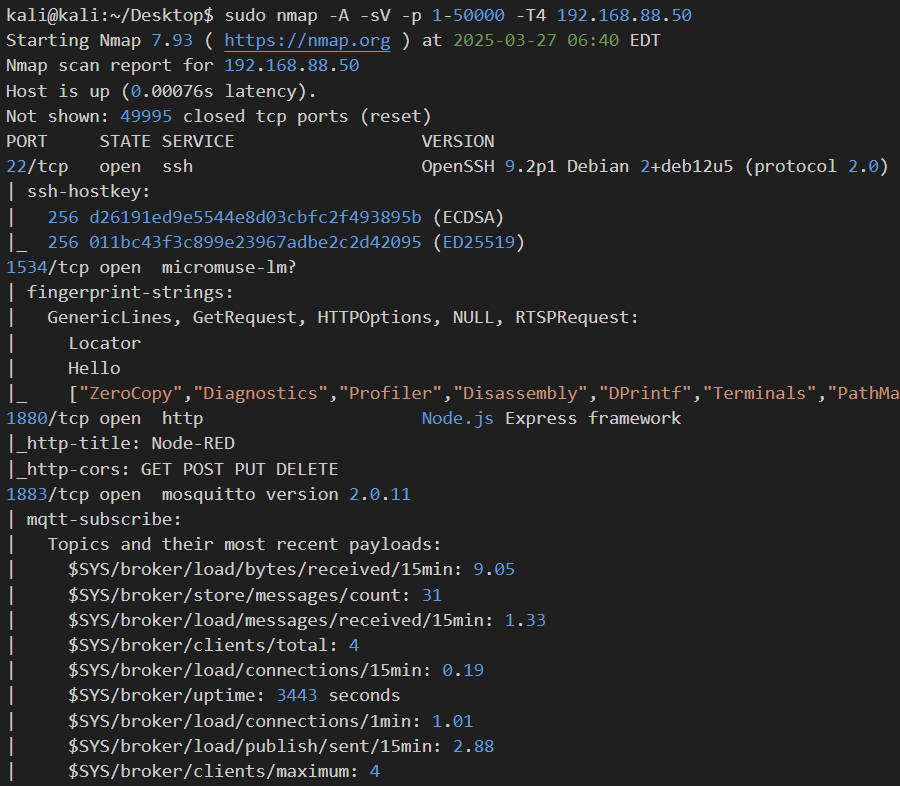 kali@kali:~/Desktop$ sudo nmap -A -sV -p 1-50000 -T4 192.168.88.50
Starting Nmap 7.93 ( https://nmap.org ) at 2025-03-27 06:40 EDT
Nmap scan report for 192.168.88.50
Host is up (0.00076s latency).
Not shown: 49995 closed tcp ports (reset)
PORT     STATE SERVICE                  VERSION
22/tcp   open  ssh                      OpenSSH 9.2p1 Debian 2+deb12u5 (protocol 2.0)
| ssh-hostkey:
|   256 d26191ed9e5544e8d03cbfc2f493895b (ECDSA)
|_  256 011bc43f3c899e23967adbe2c2d42095 (ED25519)
1534/tcp open  micromuse-lm?
| fingerprint-strings:
|   GenericLines, GetRequest, HTTPOptions, NULL, RTSPRequest:
|     Locator
|     Hello
|_    ["ZeroCopy","Diagnostics","Profiler","Disassembly","DPrintf","Terminals","PathMa
1880/tcp open  http                     Node.js Express framework
|_http-title: Node-RED
|_http-cors: GET POST PUT DELETE
1883/tcp open  mosquitto version 2.0.11
| mqtt-subscribe:
|   Topics and their most recent payloads:
|     $SYS/broker/load/bytes/received/15min: 9.05
|     $SYS/broker/store/messages/count: 31
|     $SYS/broker/load/messages/received/15min: 1.33
|     $SYS/broker/clients/total: 4
|     $SYS/broker/load/connections/15min: 0.19
|     $SYS/broker/uptime: 3443 seconds
|     $SYS/broker/load/connections/1min: 1.01
|     $SYS/broker/load/publish/sent/15min: 2.88
|     $SYS/broker/clients/maximum: 4